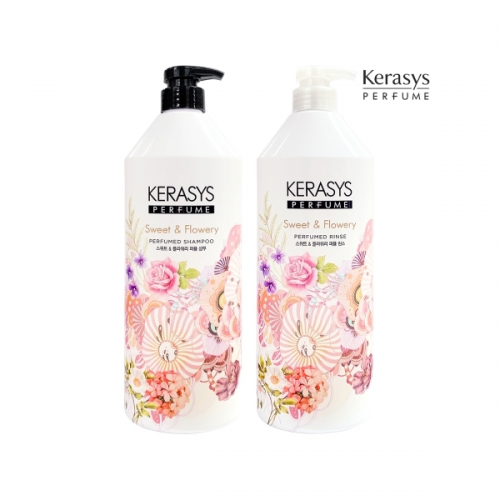 Kerasys
PERFUME
KERASYS
PERFUME
Sweet & Flowery
PERFUMED SHAMPOO
스위트 & 플라워리 퍼퓸 샴푸
KERASYS
PERFUME
Sweet & Flowery
PERFUMED RINSE
스위트 & 플라워리 퍼퓸 린스